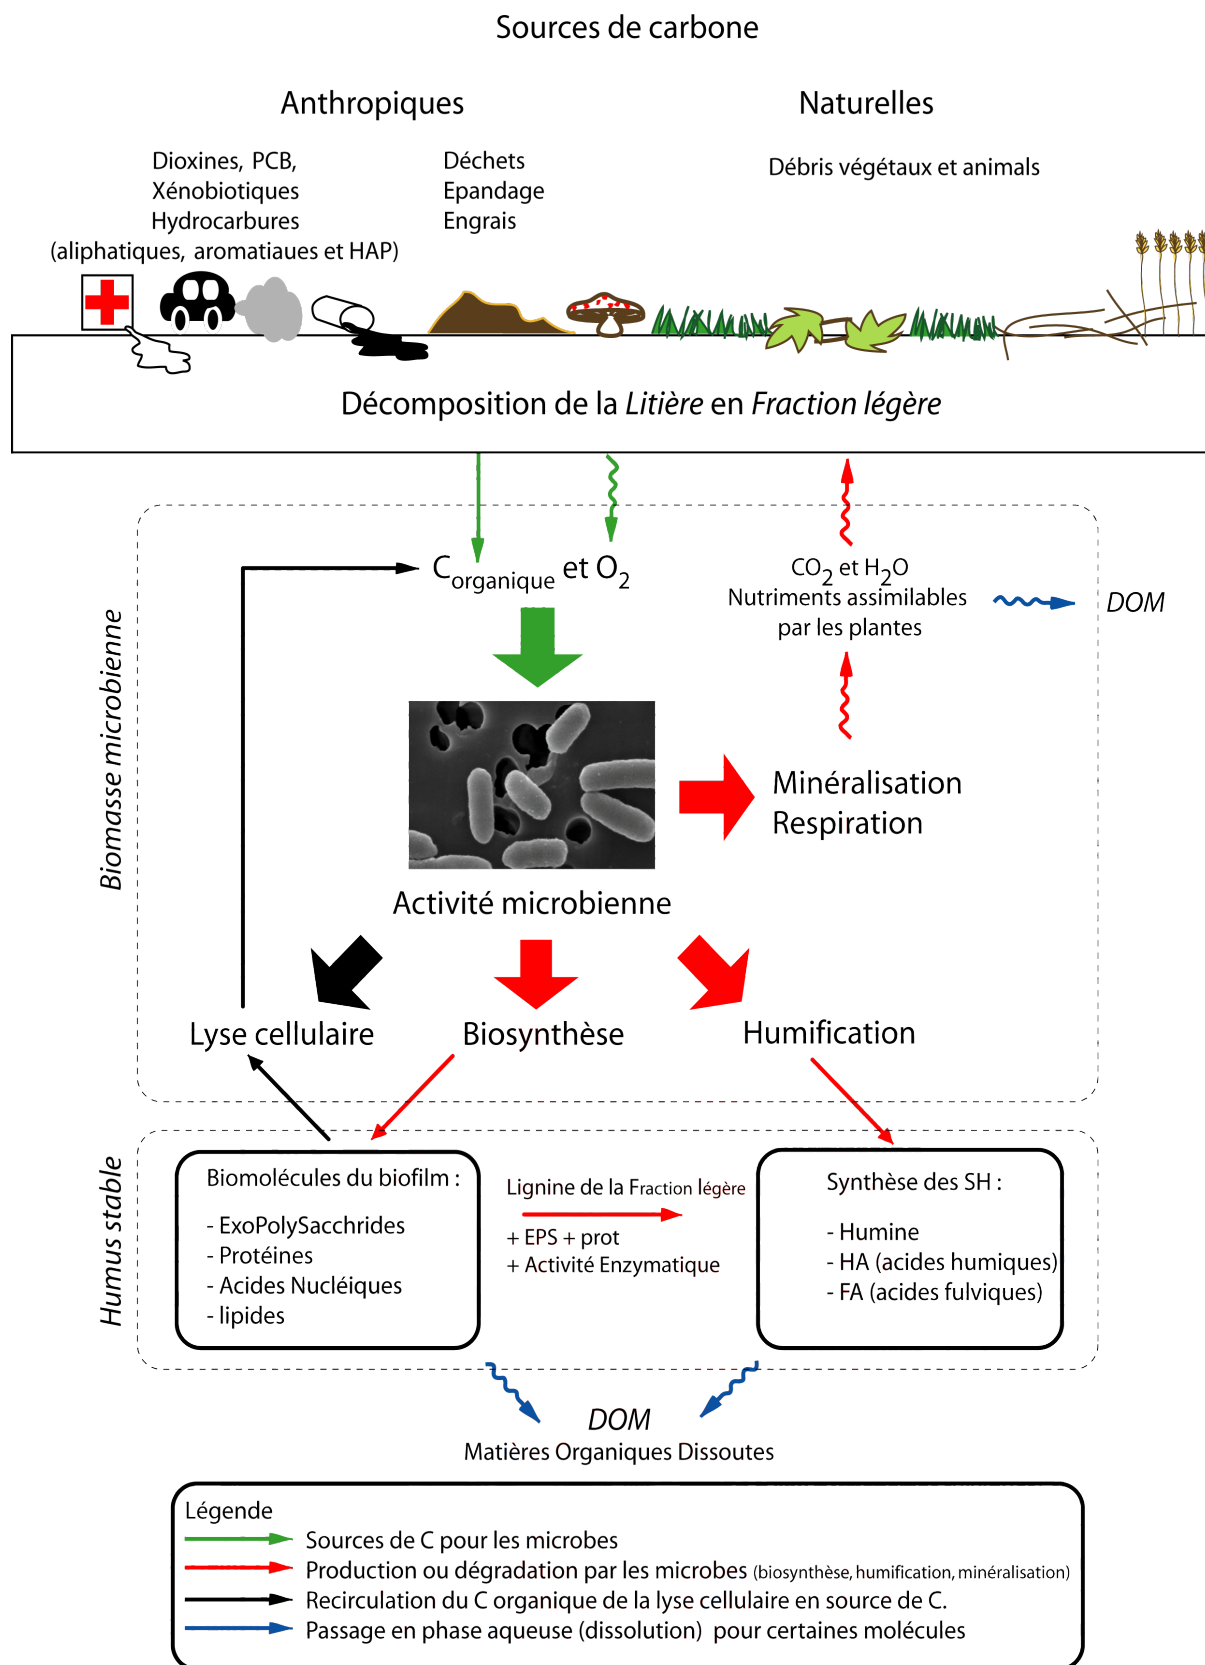 Sources de carbone
Anthropiques
Naturelles
Dioxines, PCB,
Xénobiotiques
Hydrocarbures
(aliphatiques, aromatiaues et HAP)
Déchets
Epandage
Engrais
Débris végétaux et animals
Décomposition de la Litière en Fraction légère
Biomasse microbienne
C organique et O2
CO2 et H2O
Nutriments assimilables
par les plantes
DOM
Minéralisation
Respiration
Activité microbienne
Lyse cellulaire
Biosynthèse
Humification
Humus stable
Biomolécules du biofilm :
- ExoPolySacchrides
- Protéines
- Acides Nucléiques
- lipides
Lignine de la Fraction légère
+ EPS + prot
+ Activité Enzymatique
Synthèse des SH :
- Humine
- HA (acides humiques)
- FA (acides fulviques)
DOM
Matières Organiques Dissoutes
Légende
Sources de C pour les microbes
Production ou dégradation par les microbes (biosynthèse, humification, minéralisation)
Recirculation du C organique de la lyse cellulaire en source de C.
Passage en phase aqueuse (dissolution) pour certaines molécules